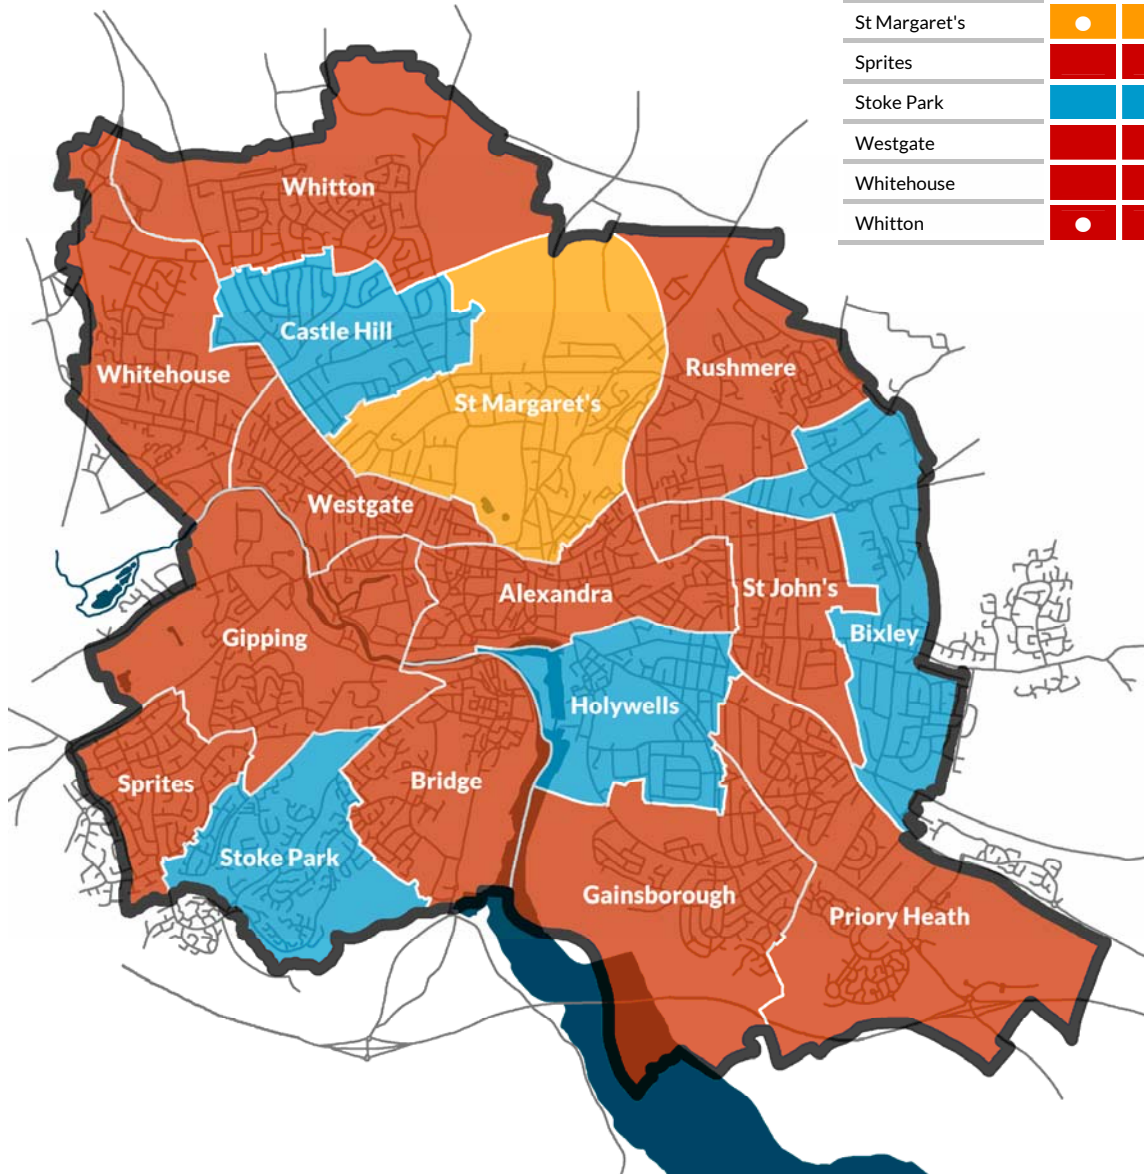 St Margaret's
Sprites
Stoke Park
Westgate
Whitehouse
Whitton
Whitton
Castle Hill
Whitehouse
Rushmere
St Margaret's
Westgate
Alexandra
St John's
Gipping
Bixley
Holywells
Sprites
Bridge
Stoke Park
Gainsborough
Priory Heath